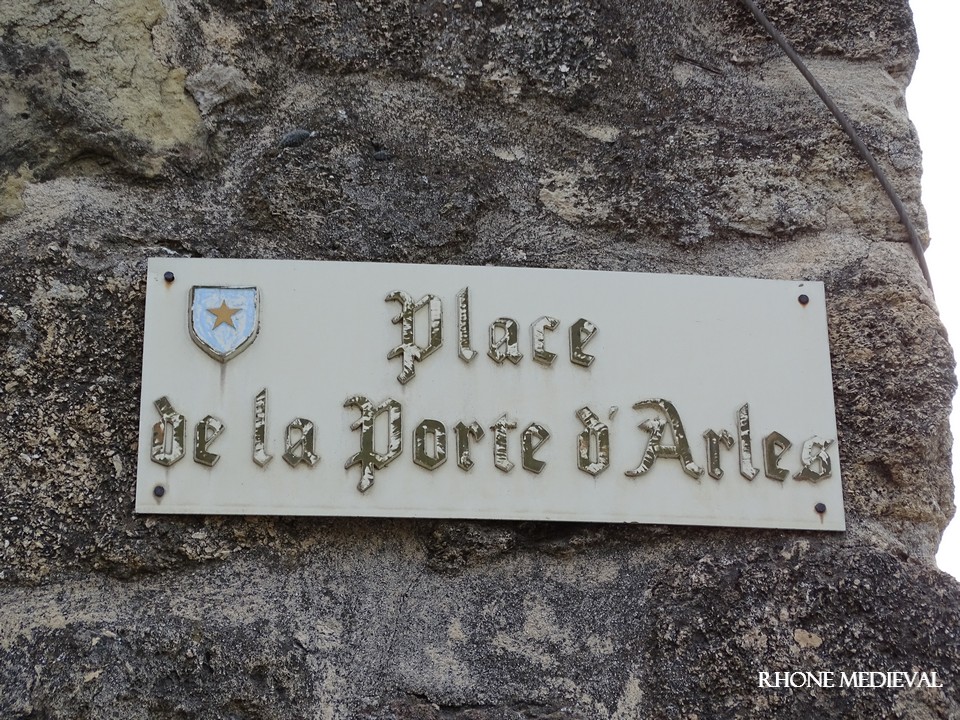 Place
de la Porte d'Arles
RHONE MEDIEVAL